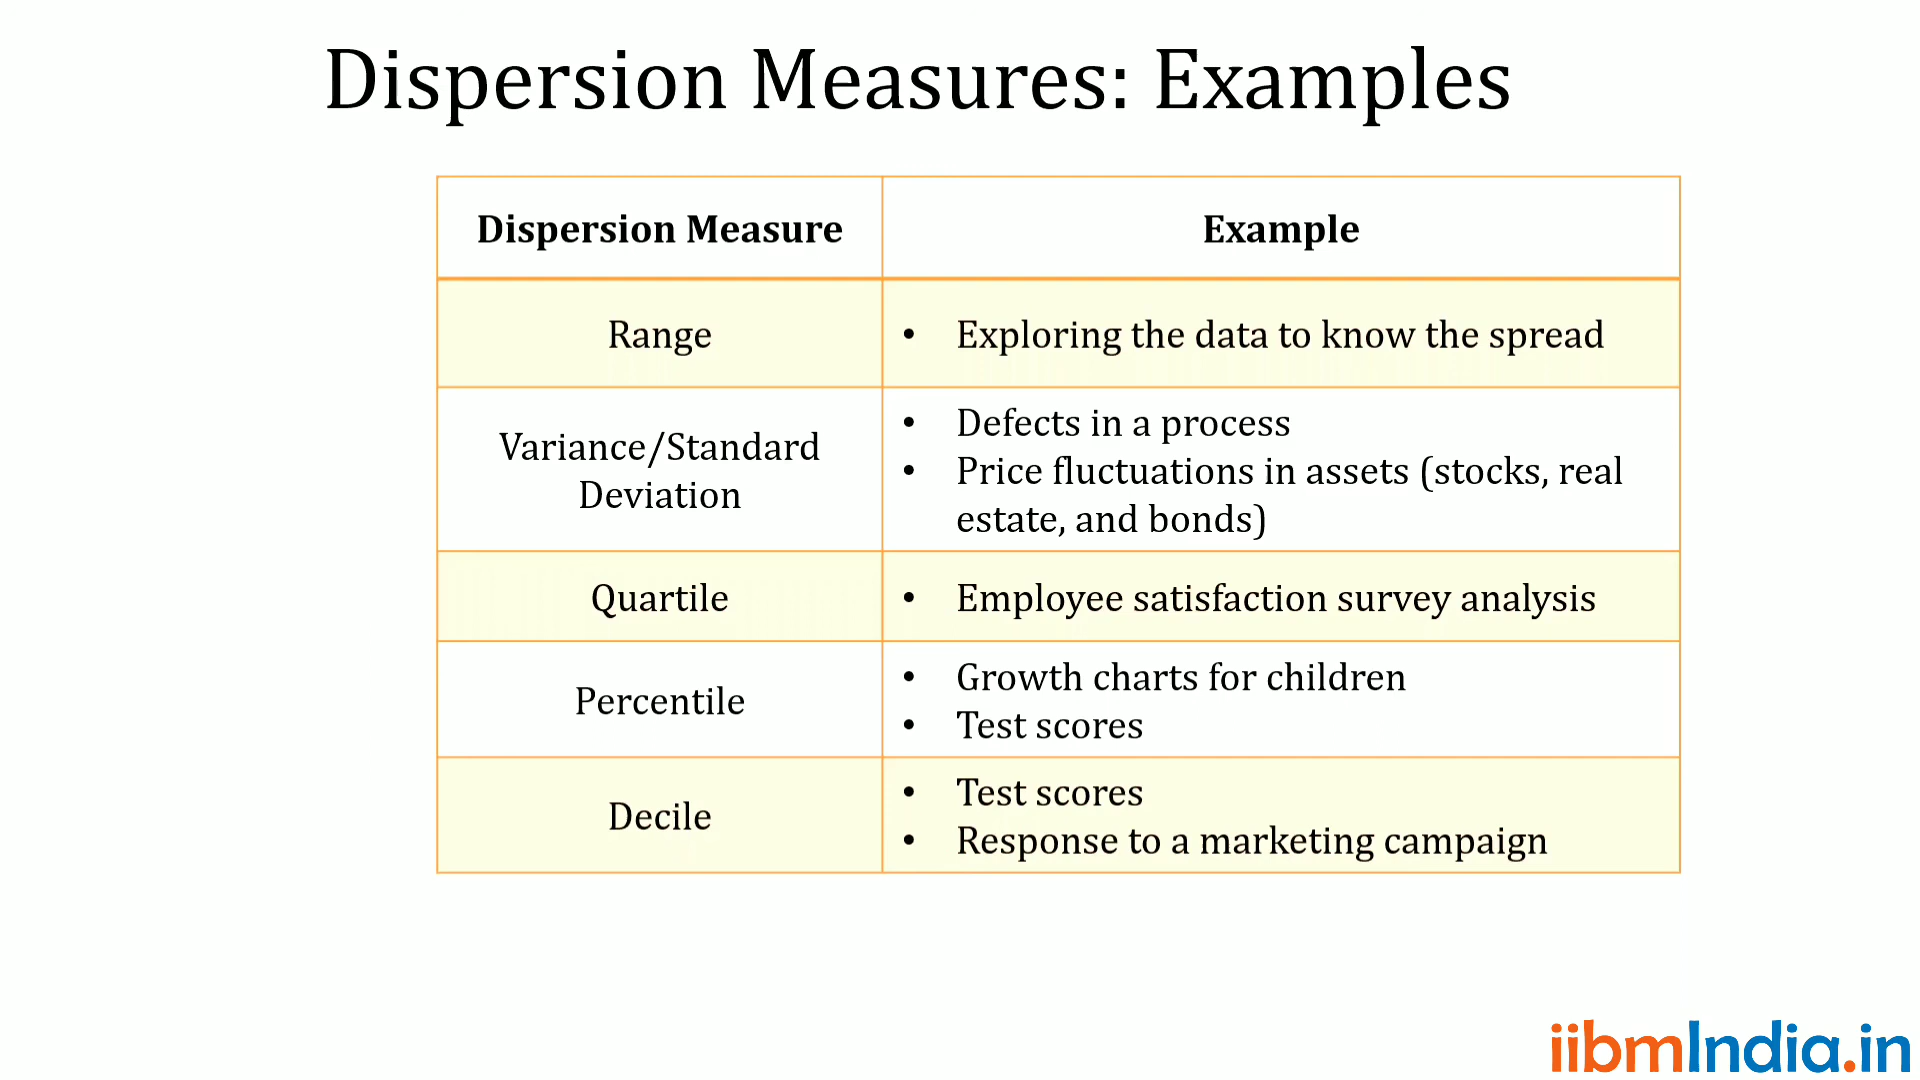 Dispersion Measures: Examples
Dispersion Measure
Example
Range
• Exploring the data to know the spread
Variance/Standard
Deviation
• Defects in a process
• Price fluctuations in assets (stocks, real
estate, and bonds)
Quartile
• Employee satisfaction survey analysis
Percentile
• Growth charts for children
• Test scores
Decile
• Test scores
• Response to a marketing campaign
iibmIndia.in